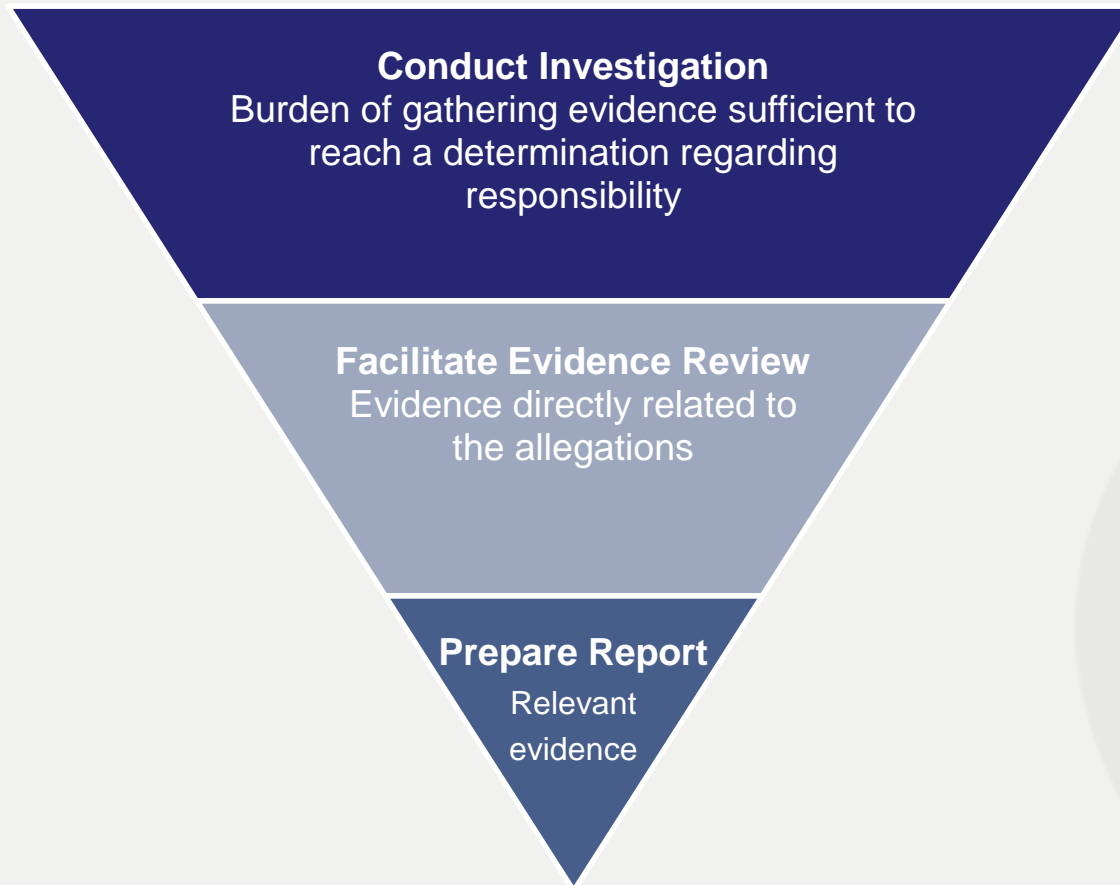 Conduct Investigation
Burden of gathering evidence sufficient to
reach a determination regarding
responsibility
Facilitate Evidence Review
Evidence directly related to
the allegations
Prepare Report
Relevant
evidence